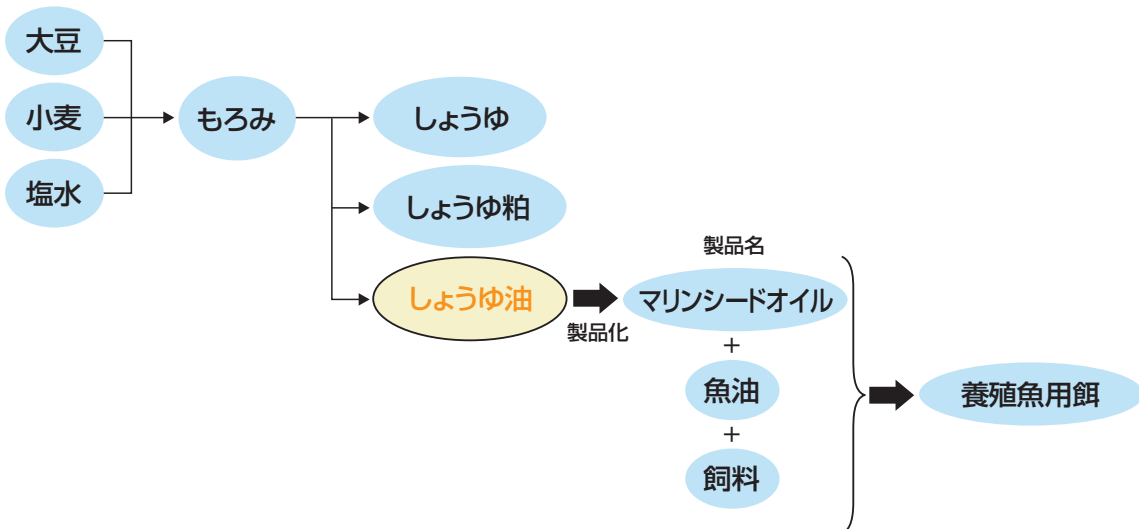 大豆
小麦
塩水
もろみ
しょうゆ
しょうゆ粕
しょうゆ油
製品化
製品名
マリンシードオイル
+
魚油
+
飼料
養殖魚用餌